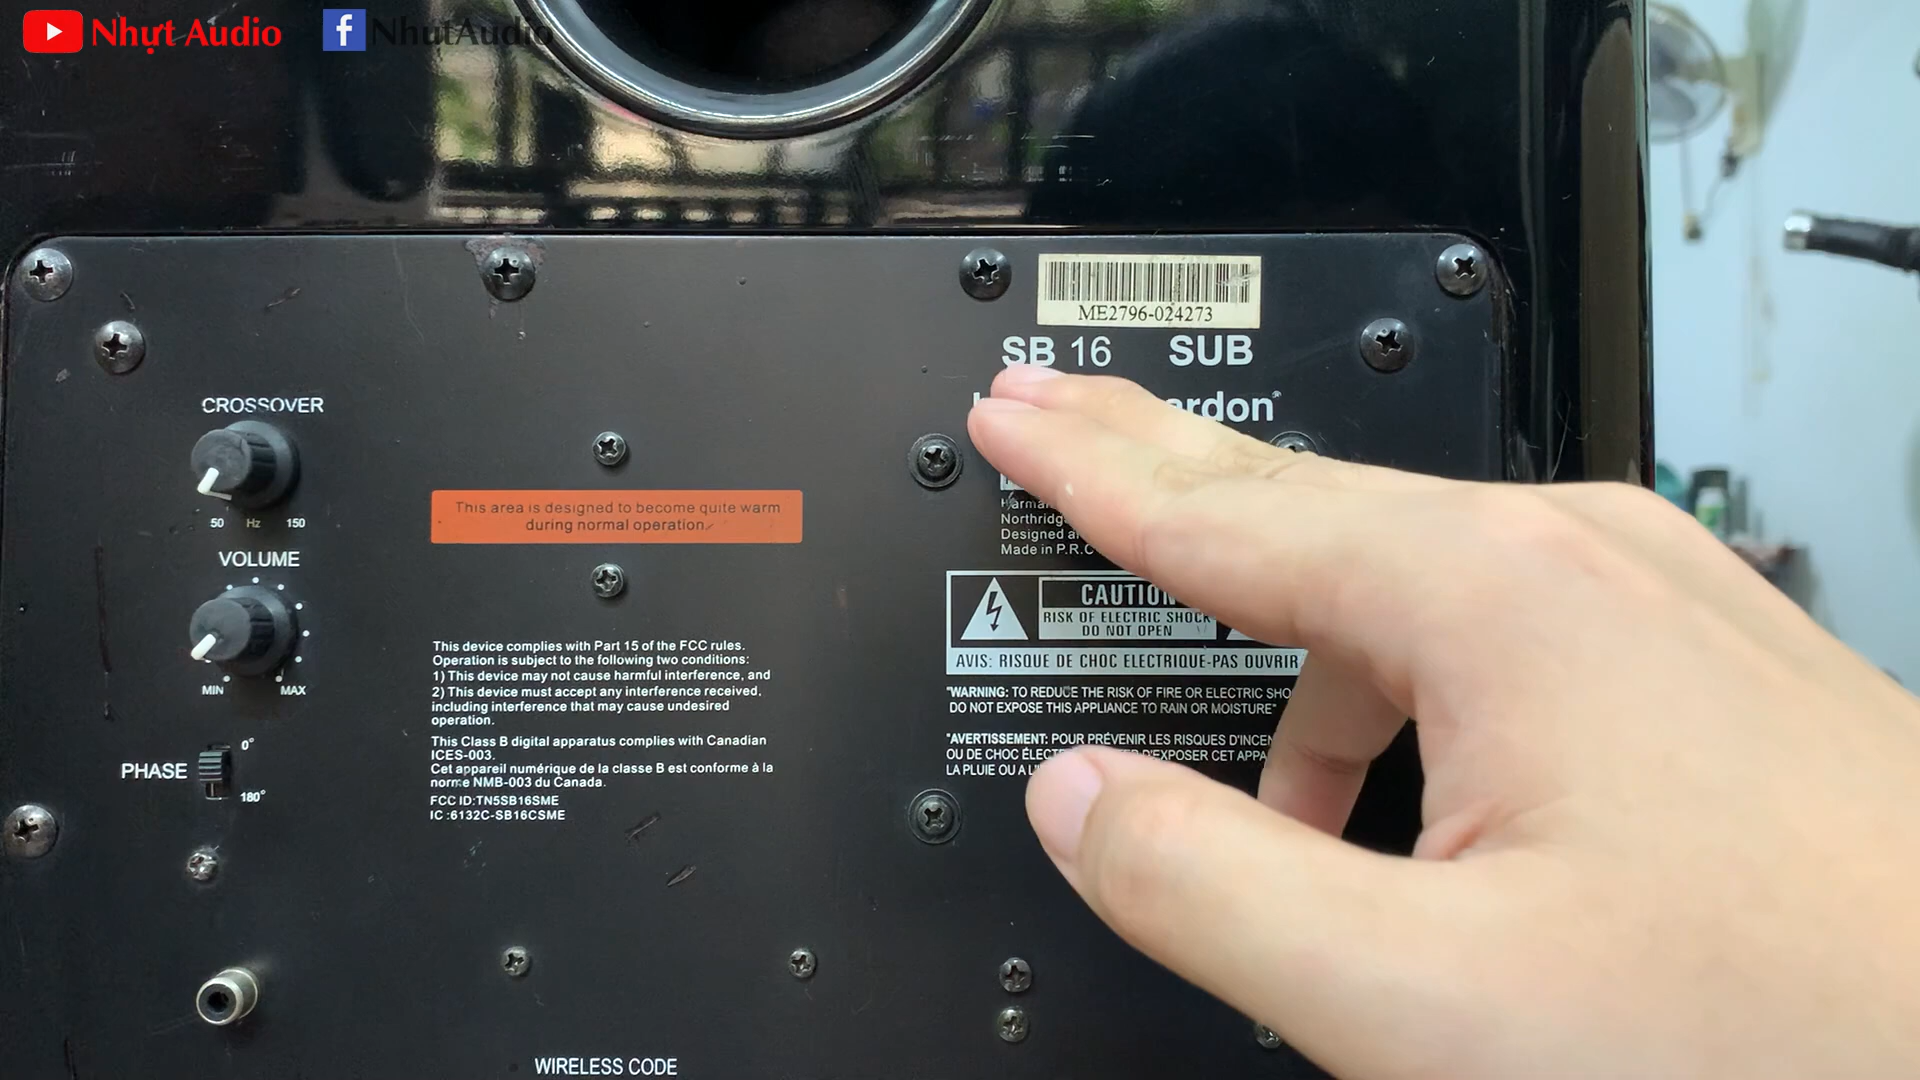 Nhựt Audio
NhutAudio
ME2796-024273
SB 16 SUB
ardon®
CROSSOVER
50 Hz 150
This area is designed to become quite warm
during normal operation.
Northridg
Designed a
Made in P.R.C
VOLUME
MIN MAX
CAUTION
RISK OF ELECTRIC SHOCK
DO NOT OPEN
AVIS: RISQUE DE CHOC ELECTRIQUE-PAS OUVRIR
This device complies with Part 15 of the FCC rules.
Operation is subject to the following two conditions:
1) This device may not cause harmful interference, and
2) This device must accept any interference received,
including interference that may cause undesired
operation.
This Class B digital apparatus complies with Canadian
ICES-003.
Cet appareil numérique de la classe B est conforme à la
norme NMB-003 du Canada.
FCC ID:TN5SB16SME
IC :6132C-SB16CSME
"WARNING: TO REDUCE THE RISK OF FIRE OR ELECTRIC SHO
DO NOT EXPOSE THIS APPLIANCE TO RAIN OR MOISTURE"
"AVERTISSEMENT: POUR PRÉVENIR LES RISQUES D'INCEN
OU DE CHOC ÉLECT D'EXPOSER CET APPA
LA PLUIE OU A L'
PHASE
0°
180°
WIRELESS CODE